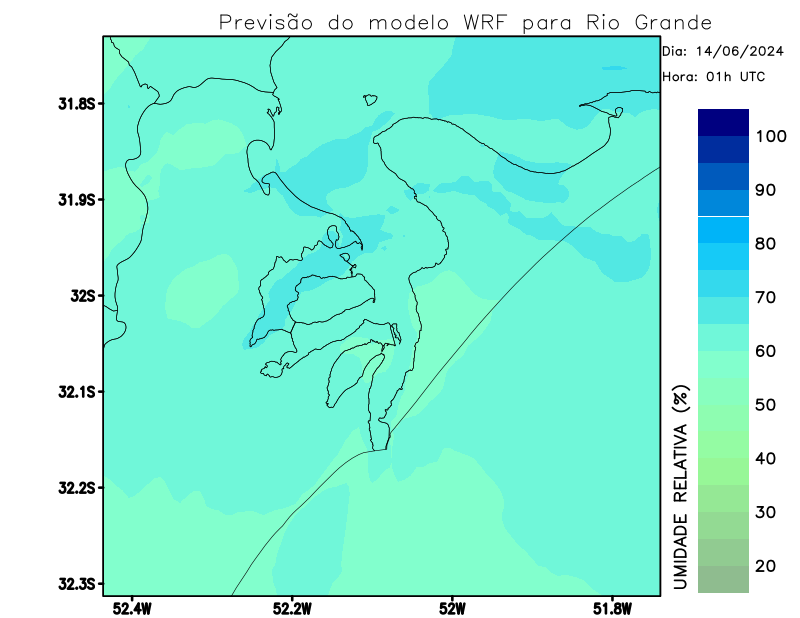 Previsão do modelo WRF para Rio Grande
Dia: 14/06/2024
Hora: 01h UTC
31.8S
31.9S
32S
32.1S
32.2S
32.3S
52.4W
52.2W
52W
51.8W
100
90
80
70
60
50
40
30
20
UMIDADE RELATIVA (%)